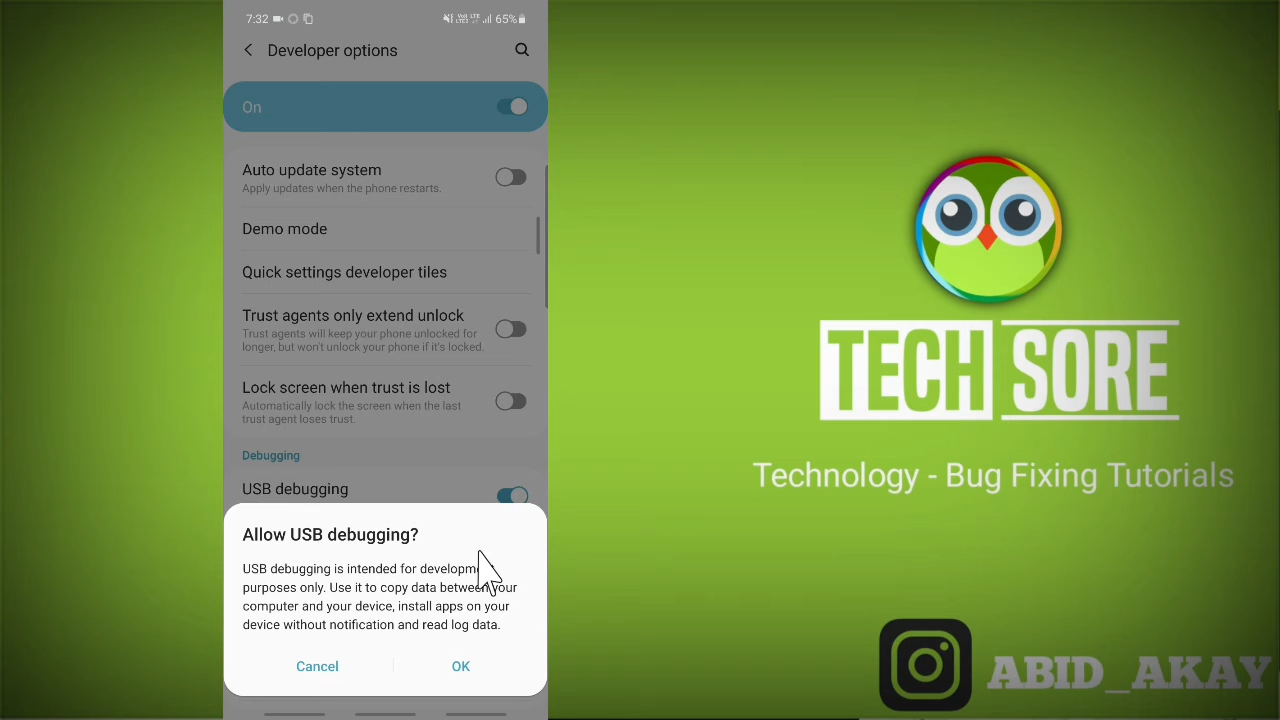 7:32
65%
Developer options
On
Auto update system
Apply updates when the phone restarts.
Demo mode
Quick settings developer tiles
Trust agents only extend unlock
Trust agents will keep your phone unlocked for
longer, but won't unlock your phone if it's locked.
Lock screen when trust is lost
Automatically lock the screen when the last
trust agent loses trust.
Debugging
USB debugging
Allow USB debugging?
USB debugging is intended for developme
purposes only. Use it to copy data between your
computer and your device, install apps on your
device without notification and read log data.
Cancel
OK
TECH SORE
Technology - Bug Fixing Tutorials
ABID_AKAY